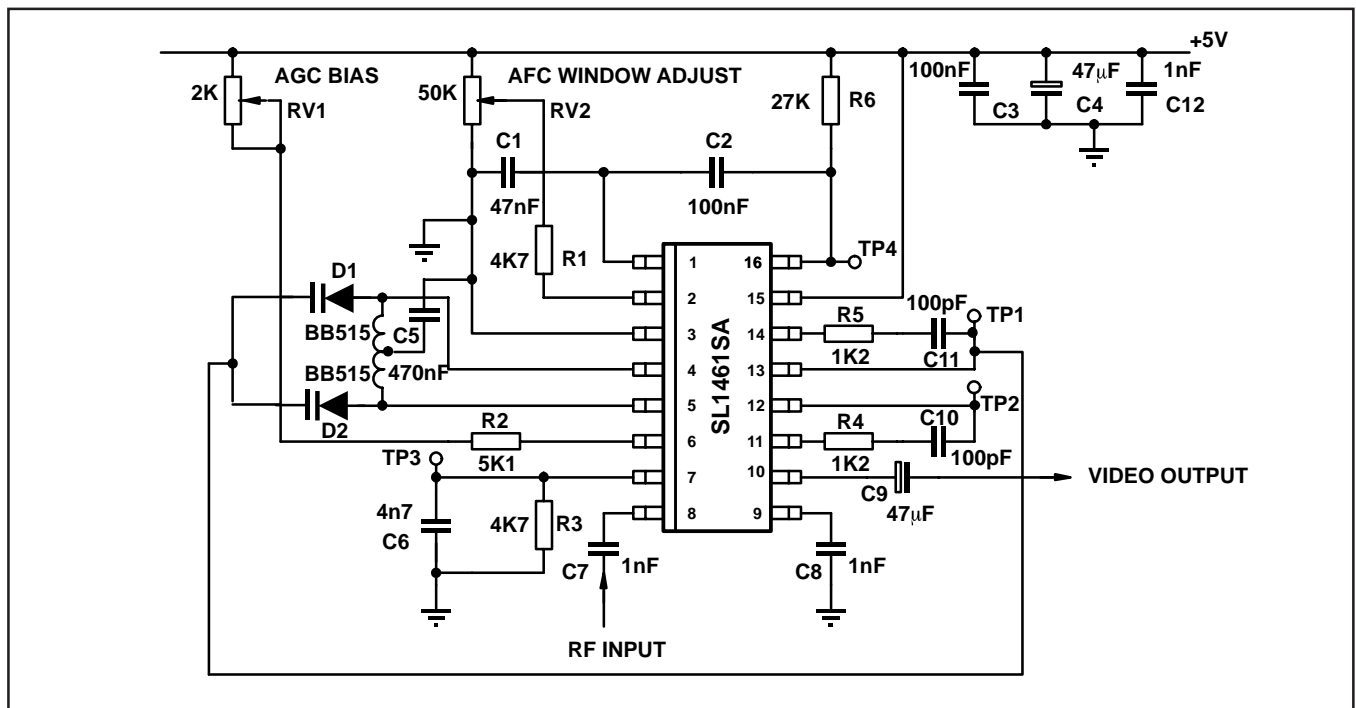 +5V
AGC BIAS
AFC WINDOW ADJUST
100nF
47μF
1nF
2K
RV1
50K
RV2
27K
R6
C3
C4
C12
C1
47nF
C2
100nF
TP4
4K7
R1
D1
BB515
C5
470nF
BB515
D2
SL1461SA
1
2
3
4
5
6
7
8
16
15
14
13
12
11
10
9
100pF
TP1
R5
1K2
C11
TP2
C10
R4
1K2
100pF
R2
5K1
TP3
4n7
C6
4K7
R3
C7
1nF
C9
47μF
VIDEO OUTPUT
C8
1nF
RF INPUT